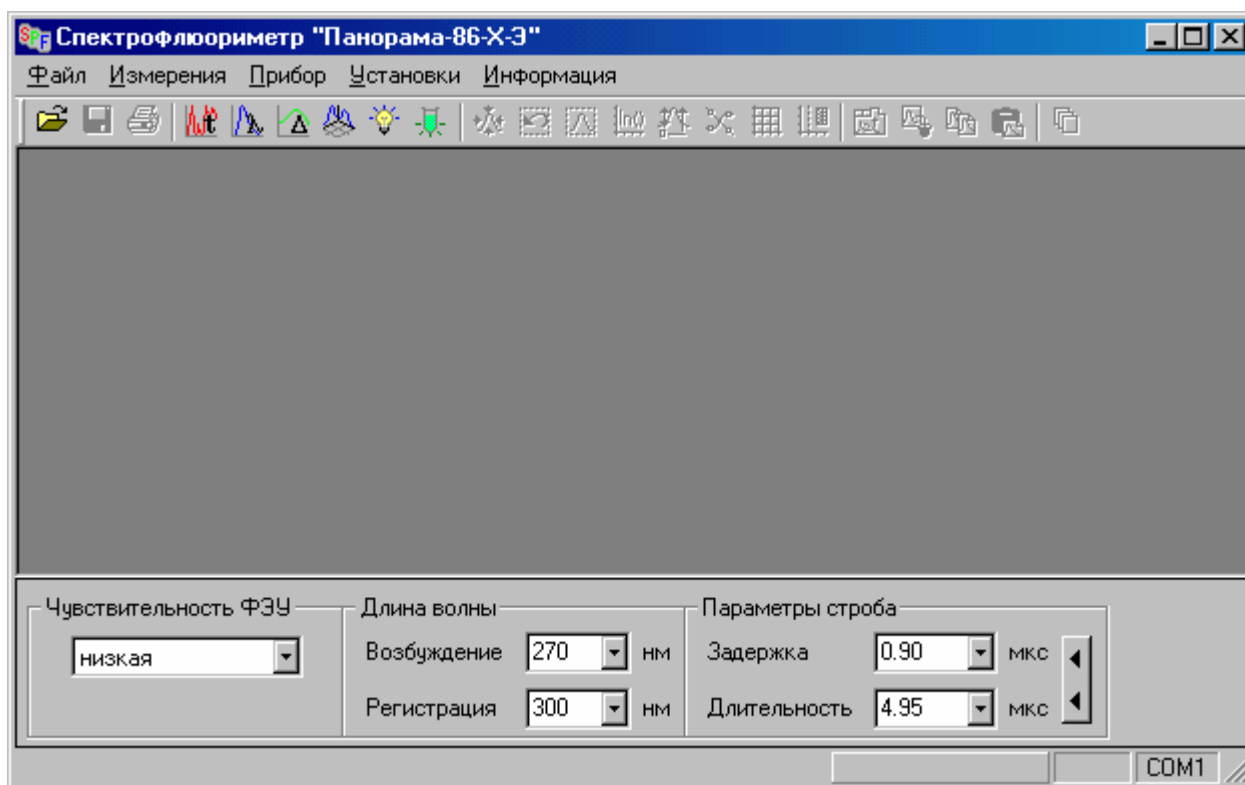 Спектрофлюориметр "Панорама-86-Х-Э"
Файл Измерения Прибор Установки Информация
Чувствительность ФЭУ Длина волны Параметры строба
низкая Возбуждение 270 нм Задержка 0.90 мкс
Регистрация 300 нм Длительность 4.95 мкс
COM1